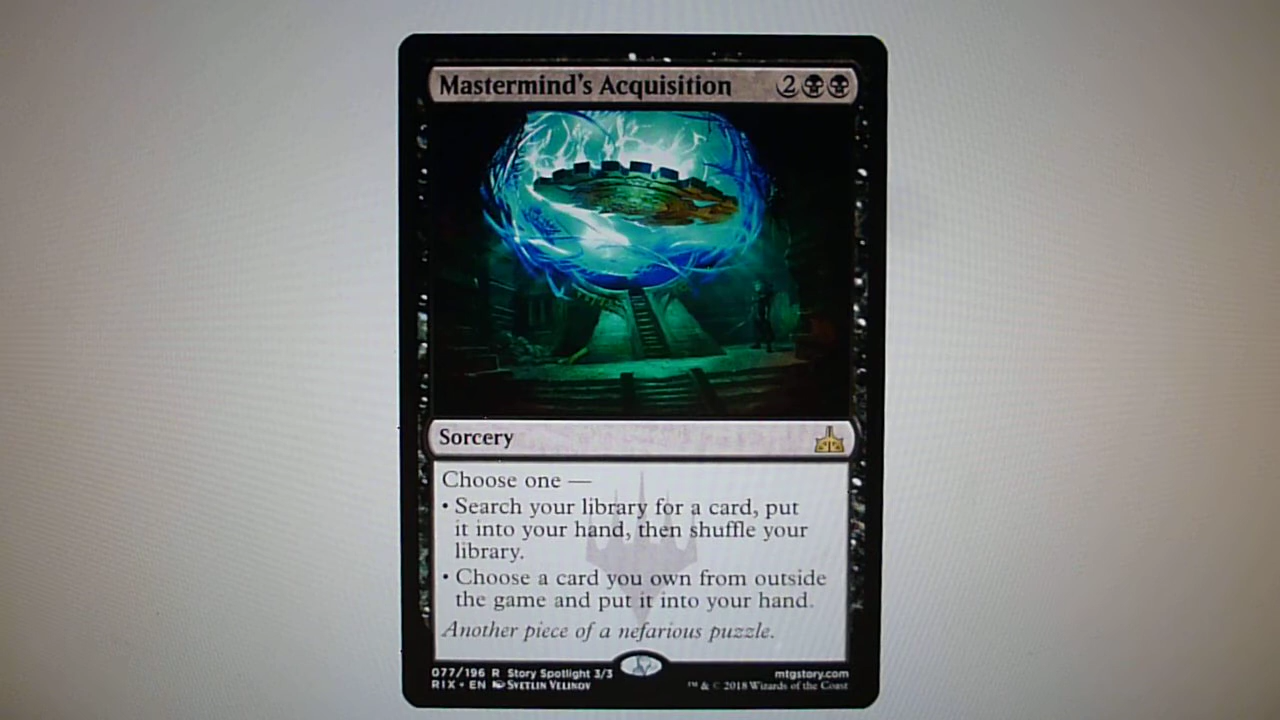 Mastermind's Acquisition 2
Sorcery
Choose one —
• Search your library for a card, put
it into your hand, then shuffle your
library.
• Choose a card you own from outside
the game and put it into your hand.
Another piece of a nefarious puzzle.
077/196 R Story Spotlight 3/3 mtgstory.com
RIX • EN Svetlin Velinov ™ & © 2018 Wizards of the Coast